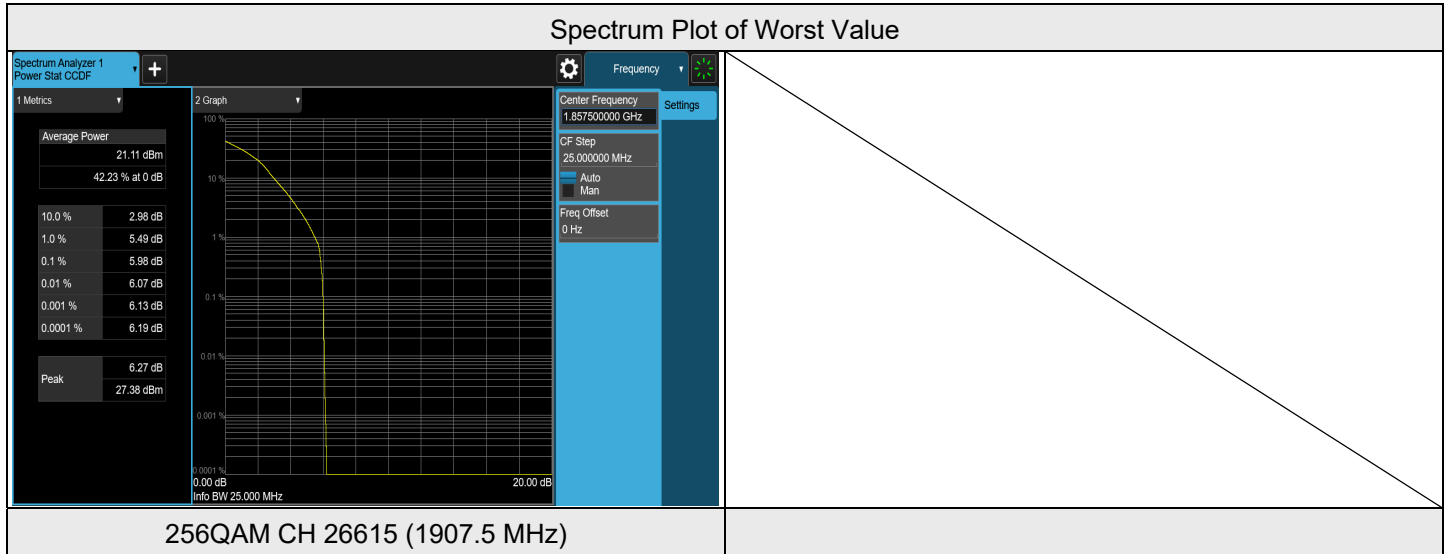 Spectrum Plot of Worst Value
Spectrum Analyzer 1
Power Stat CCDF
+
Frequency
1 Metrics
2 Graph
Center Frequency
1.857500000 GHz
Settings
CF Step
25.000000 MHz
Auto
Man
Freq Offset
0 Hz
Average Power
21.11 dBm
42.23 % at 0 dB
10.0 % 2.98 dB
1.0 % 5.49 dB
0.1 % 5.98 dB
0.01 % 6.07 dB
0.001 % 6.13 dB
0.0001 % 6.19 dB
Peak 6.27 dB
27.38 dBm
100 %
10 %
1 %
0.1 %
0.01 %
0.001 %
0.0001 %
0.00 dB 20.00 dB
Info BW 25.000 MHz
256QAM CH 26615 (1907.5 MHz)